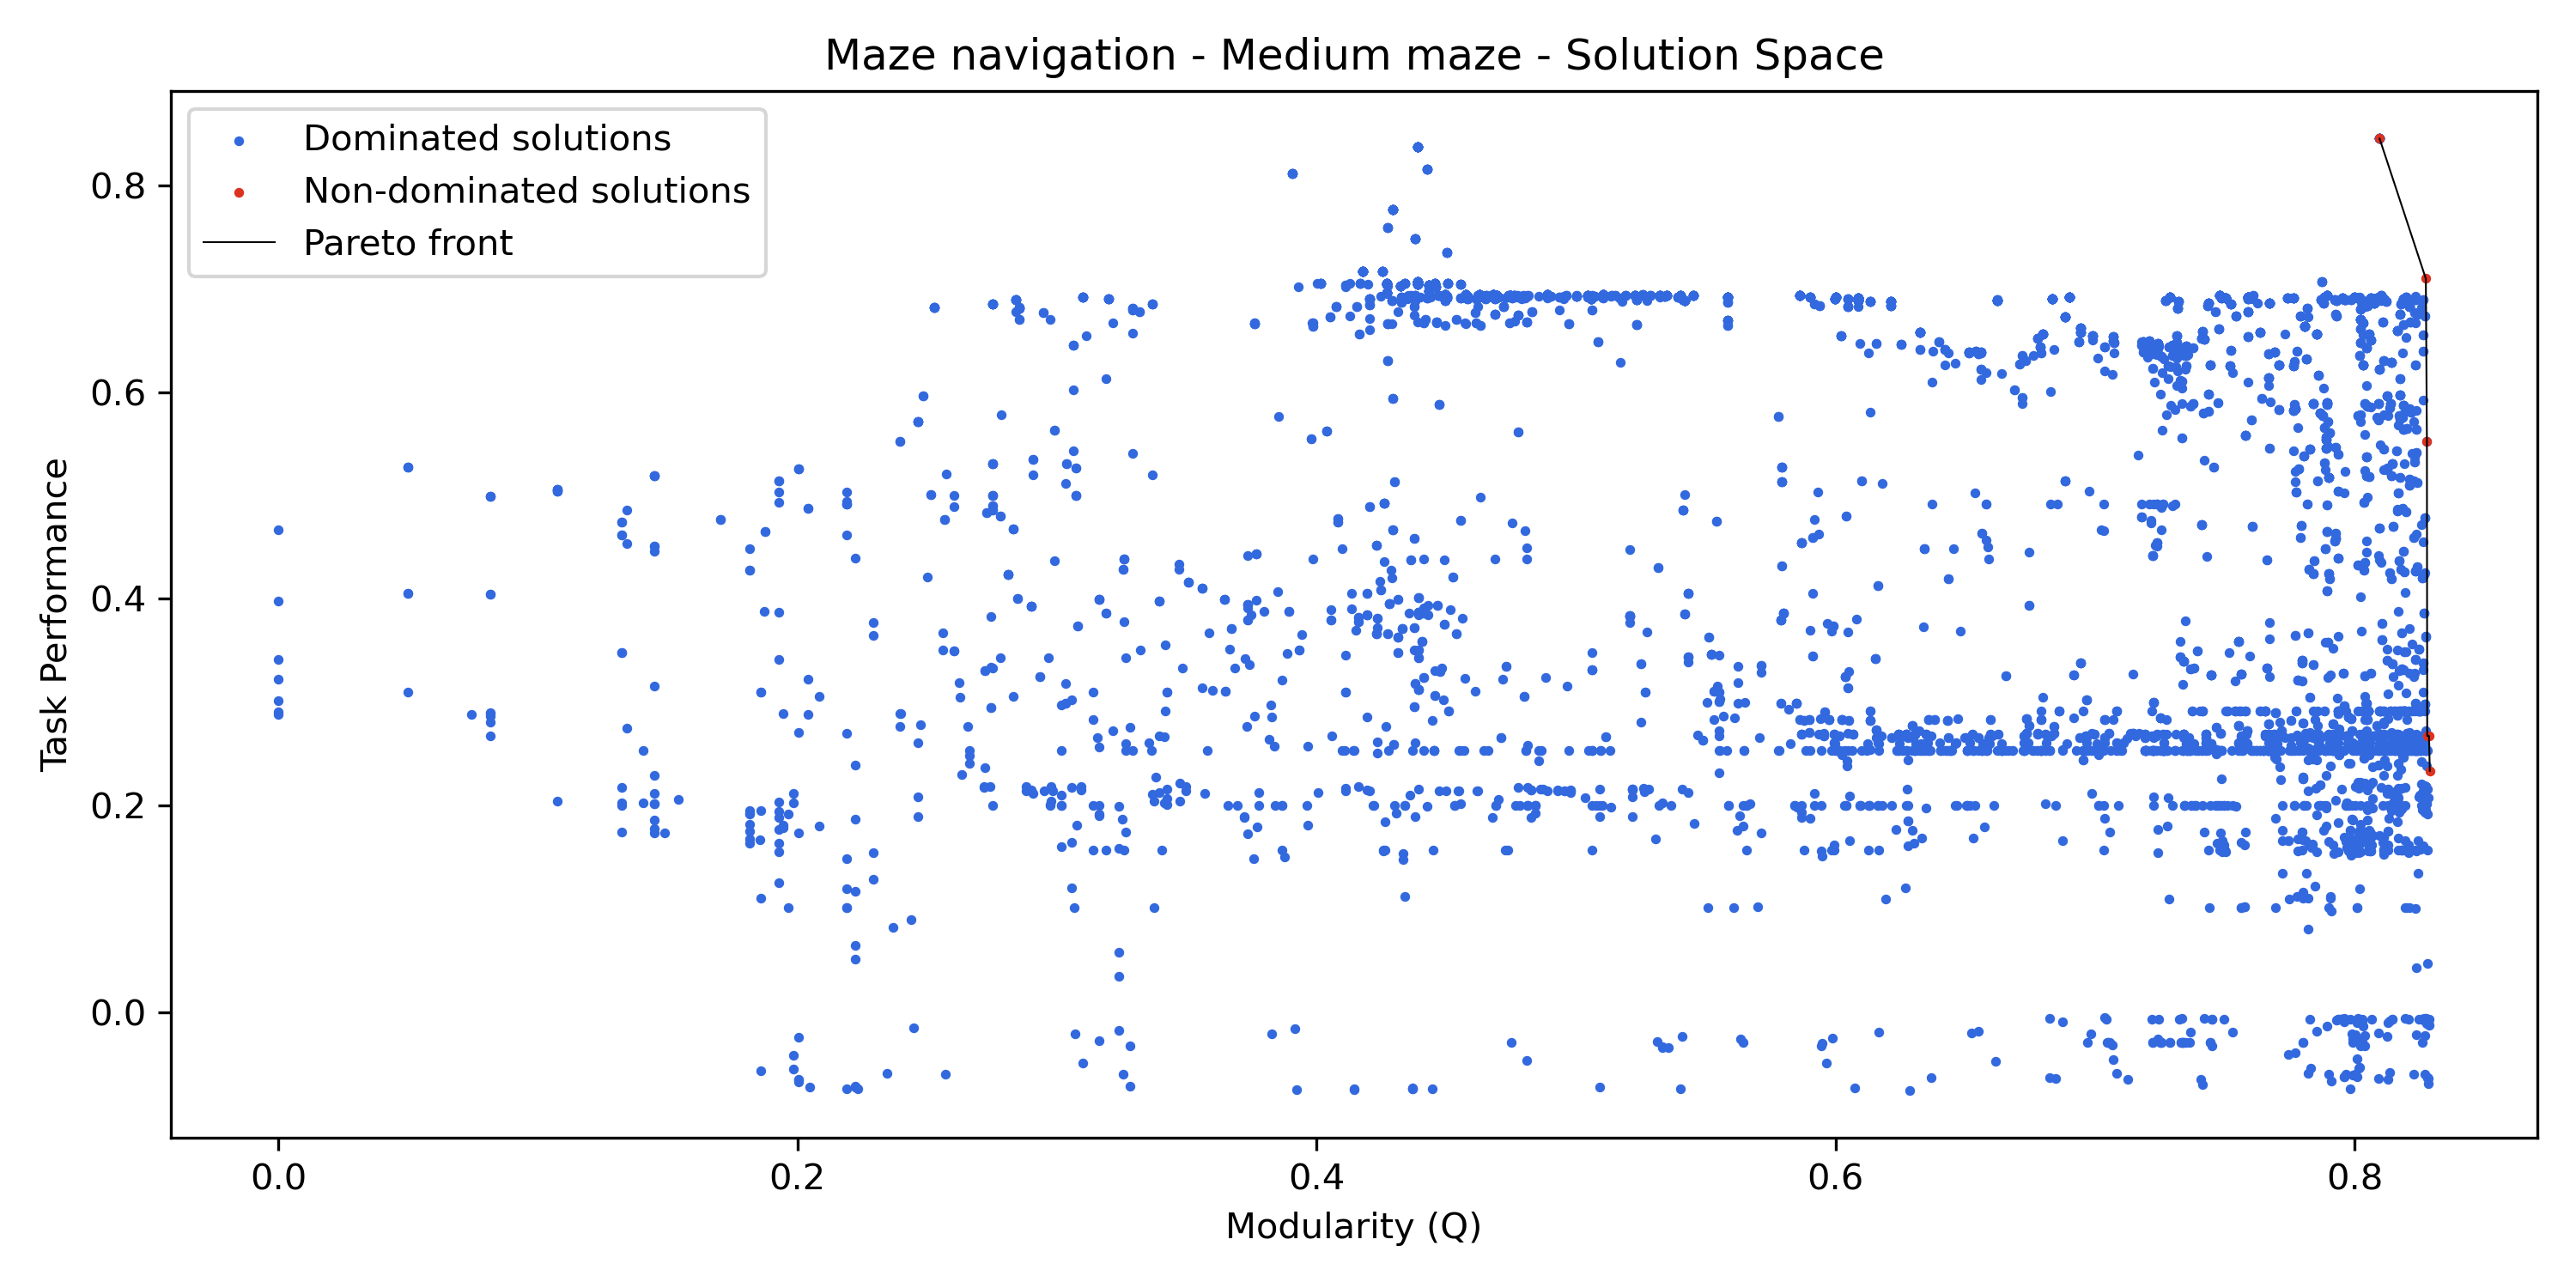 Maze navigation - Medium maze - Solution Space
Dominated solutions
Non-dominated solutions
Pareto front
0.8
0.6
0.4
0.2
0.0
Task Performance
0.0 0.2 0.4 0.6 0.8
Modularity (Q)